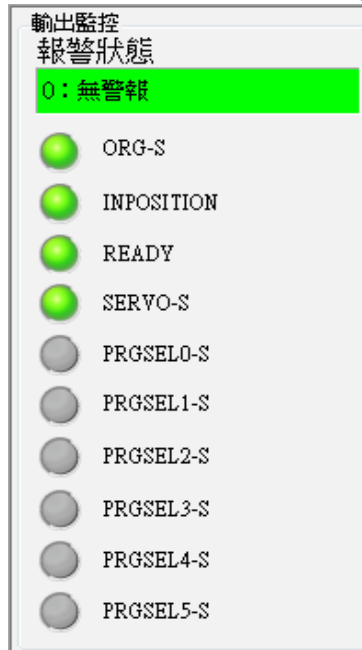 輸出監控
報警狀態
0：無警報
ORG-S
INPOSITION
READY
SERVO-S
PRGSEL0-S
PRGSEL1-S
PRGSEL2-S
PRGSEL3-S
PRGSEL4-S
PRGSEL5-S